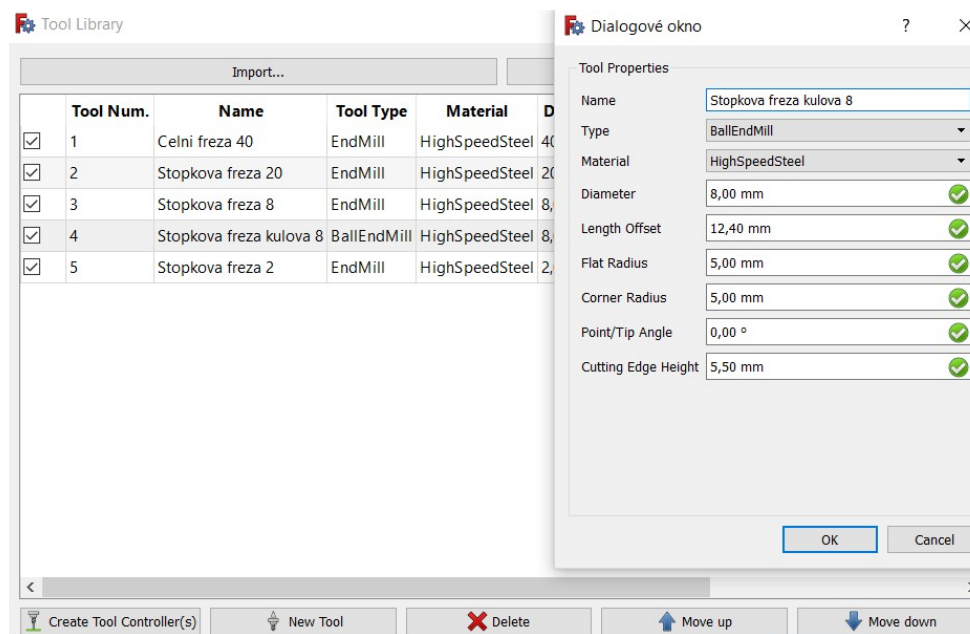 Tool Library
Import...
Tool Num. Name Tool Type Material D
1 Celni freza 40 EndMill HighSpeedSteel 40
2 Stopkova freza 20 EndMill HighSpeedSteel 20
3 Stopkova freza 8 EndMill HighSpeedSteel 8,
4 Stopkova freza kulova 8 BallEndMill HighSpeedSteel 8,
5 Stopkova freza 2 EndMill HighSpeedSteel 2,
Create Tool Controller(s) New Tool Delete Move up Move down
Dialogové okno
Tool Properties
Name Stopkova freza kulova 8
Type BallEndMill
Material HighSpeedSteel
Diameter 8,00 mm
Length Offset 12,40 mm
Flat Radius 5,00 mm
Corner Radius 5,00 mm
Point/Tip Angle 0,00 °
Cutting Edge Height 5,50 mm
OK Cancel